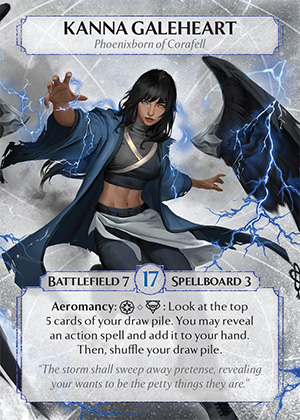 KANNA GALEHEART
Phoenixborn of Corafell
BATTLEFIELD 7 17 SPELLBOARD 3
Aeromancy: : Look at the top
5 cards of your draw pile. You may reveal
an action spell and add it to your hand.
Then, shuffle your draw pile.
"The storm shall sweep away pretense, revealing
your wants to be the petty things they are."